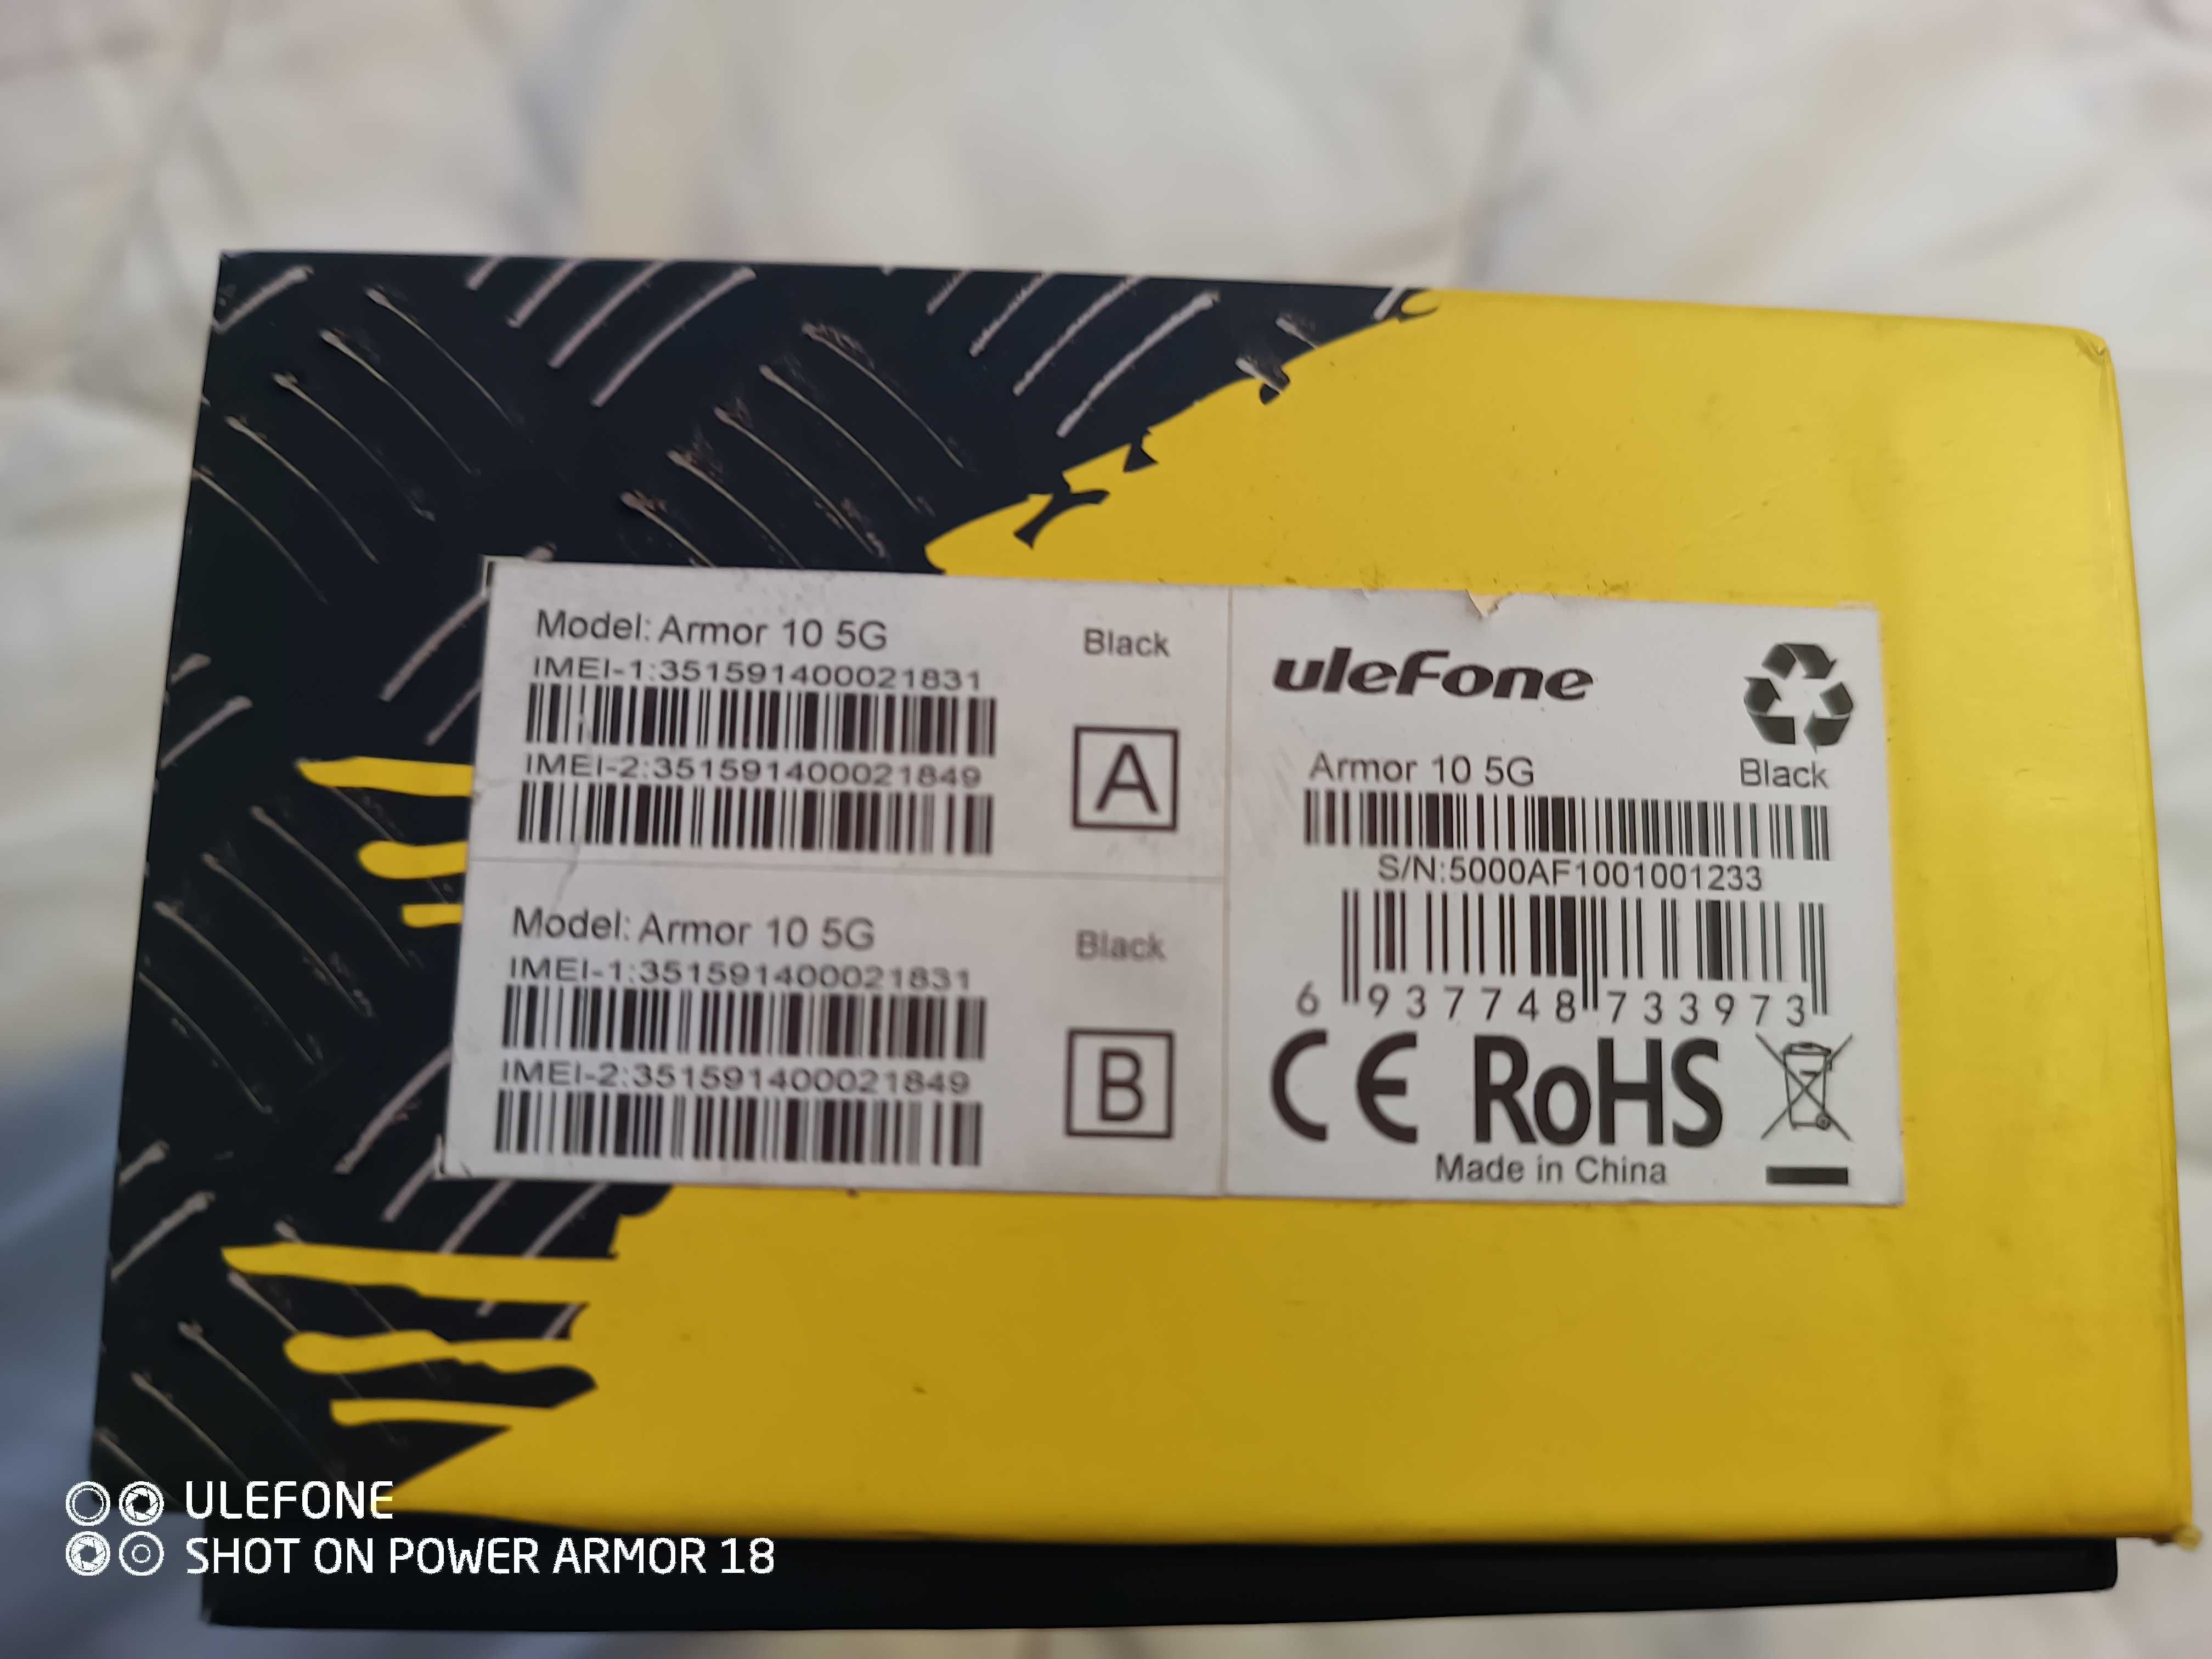 Model: Armor 10 5G
Black
IMEI-1:351591400021831
IMEI-2:351591400021849
A
Model: Armor 10 5G
Black
IMEI-1:351591400021831
IMEI-2:351591400021849
B
uleFone
Armor 10 5G
Black
S/N:5000AF1001001233
6 937748 733973
CE RoHS
Made in China
ULEFONE
SHOT ON POWER ARMOR 18